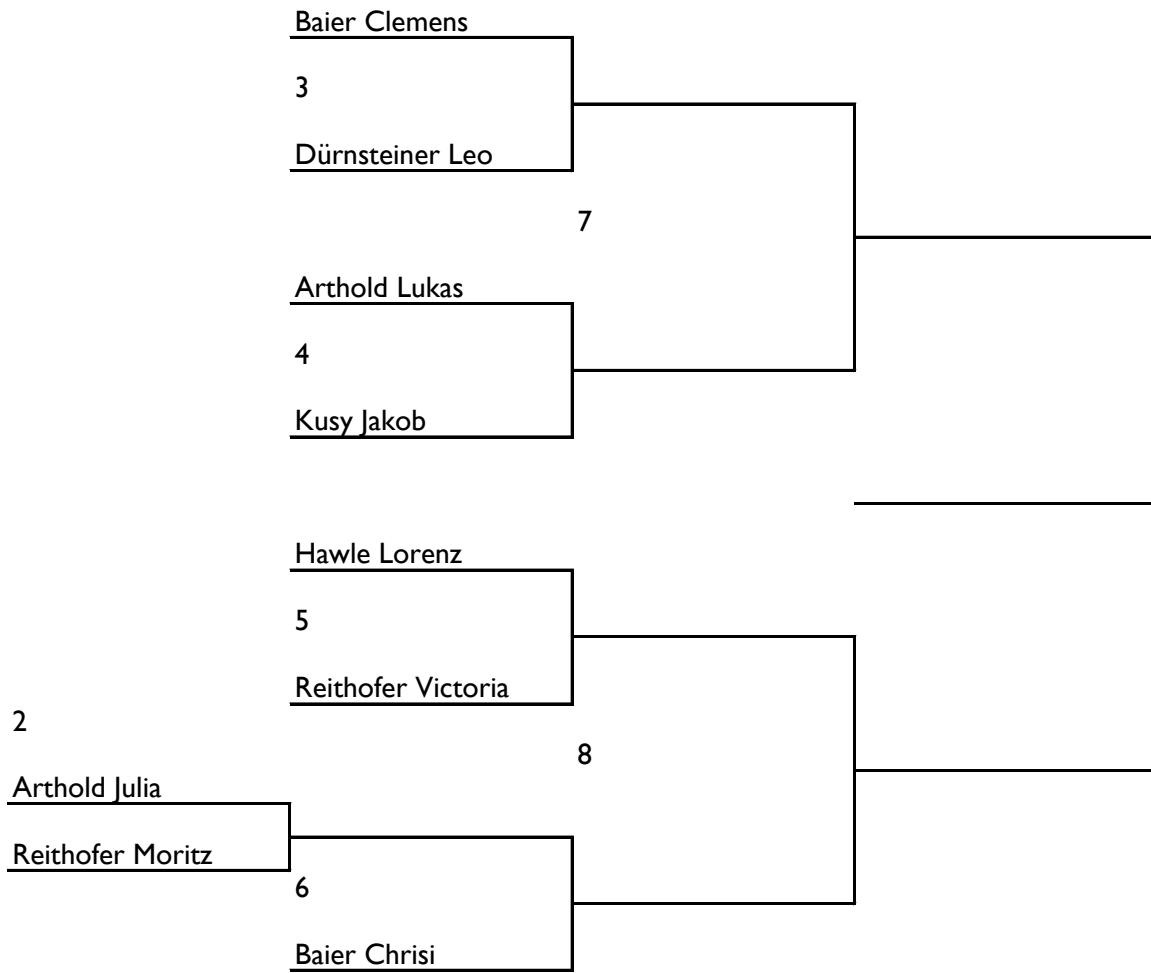 Baier Clemens
3
Dürnsteiner Leo
7
Arthold Lukas
4
Kusy Jakob
Hawle Lorenz
5
Reithofer Victoria
2
8
Arthold Julia
Reithofer Moritz
6
Baier Chrisi